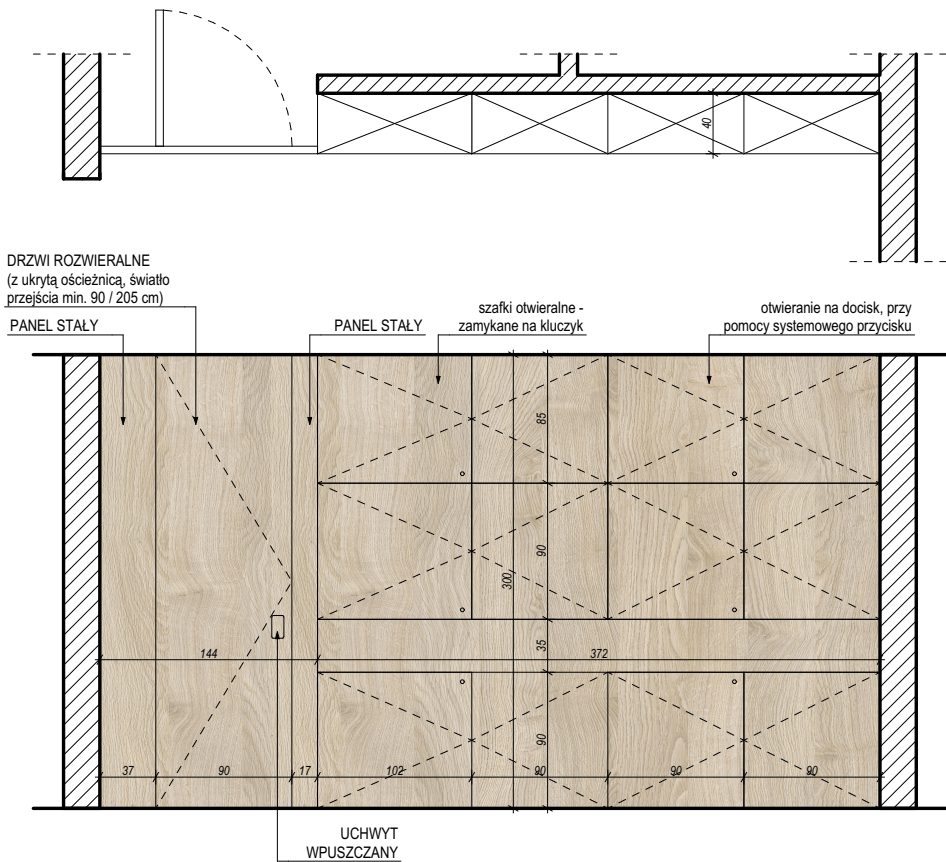 40
DRZWI ROZWIERALNE
(z ukrytą ościeżnicą, światło
przejścia min. 90 / 205 cm)
PANEL STAŁY
PANEL STAŁY
szafki otwieralne -
zamykane na kluczyk
otwieranie na docisk, przy
pomocy systemowego przycisku
85
90
300
35
144
372
90
37
90
17
102
90
90
90
UCHWYT
WPUSZCZANY